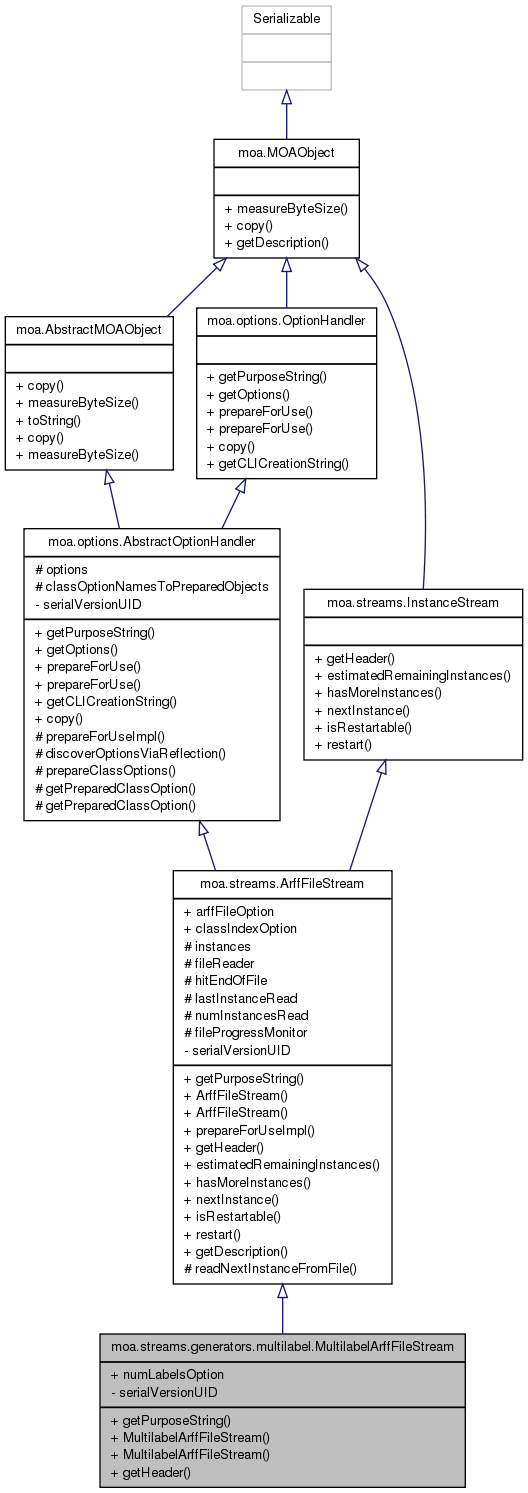 Serializable
moa.MOAObject
+ measureByteSize()
+ copy()
+ getDescription()
moa.AbstractMOAObject
+ copy()
+ measureByteSize()
+ toString()
+ copy()
+ measureByteSize()
moa.options.OptionHandler
+ getPurposeString()
+ getOptions()
+ prepareForUse()
+ prepareForUse()
+ copy()
+ getCLICreationString()
moa.options.AbstractOptionHandler
# options
# classOptionNamesToPreparedObjects
- serialVersionUID
+ getPurposeString()
+ getOptions()
+ prepareForUse()
+ prepareForUse()
+ getCLICreationString()
+ copy()
# prepareForUseImpl()
# discoverOptionsViaReflection()
# prepareClassOptions()
# getPreparedClassOption()
# getPreparedClassOption()
moa.streams.InstanceStream
+ getHeader()
+ estimatedRemainingInstances()
+ hasMoreInstances()
+ nextInstance()
+ isRestartable()
+ restart()
moa.streams.ArffFileStream
+ arffFileOption
+ classIndexOption
# instances
# fileReader
# hitEndOfFile
# lastInstanceRead
# numInstancesRead
# fileProgressMonitor
- serialVersionUID
+ getPurposeString()
+ ArffFileStream()
+ ArffFileStream()
+ prepareForUseImpl()
+ getHeader()
+ estimatedRemainingInstances()
+ hasMoreInstances()
+ nextInstance()
+ isRestartable()
+ restart()
+ getDescription()
# readNextInstanceFromFile()
moa.streams.generators.multilabel.MultilabelArffFileStream
+ numLabelsOption
- serialVersionUID
+ getPurposeString()
+ MultilabelArffFileStream()
+ MultilabelArffFileStream()
+ getHeader()